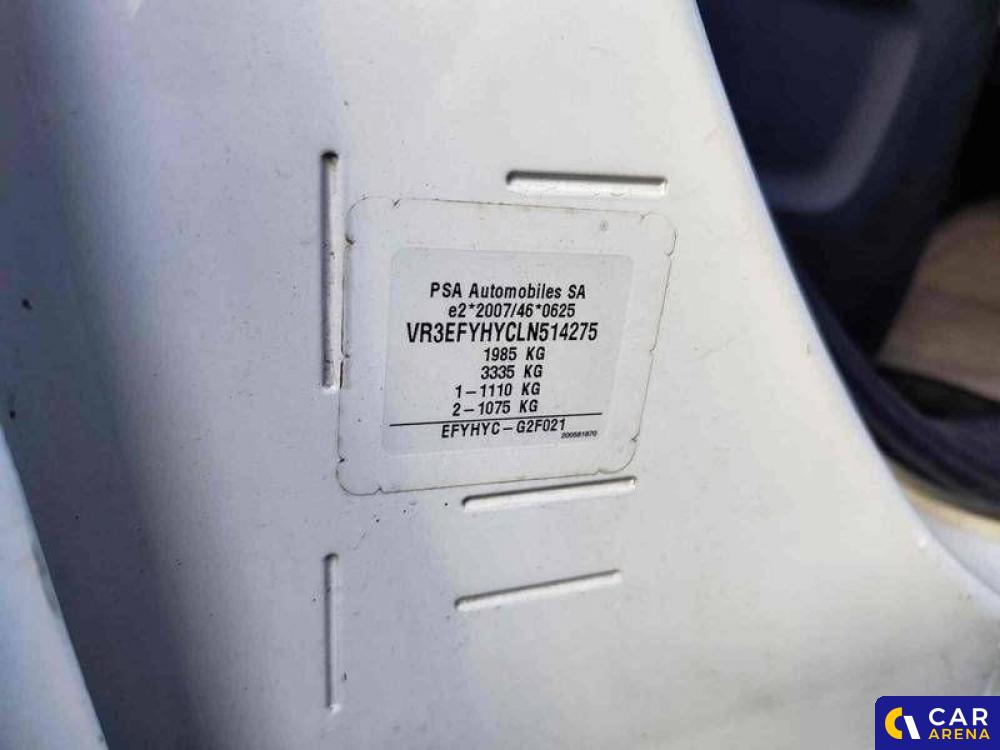 PSA Automobiles SA
e2*2007/46*0625
VR3EFYHYCLN514275
1985 KG
3335 KG
1-1110 KG
2-1075 KG
EFYHYC-G2F021
200581870
CAR
ARENA